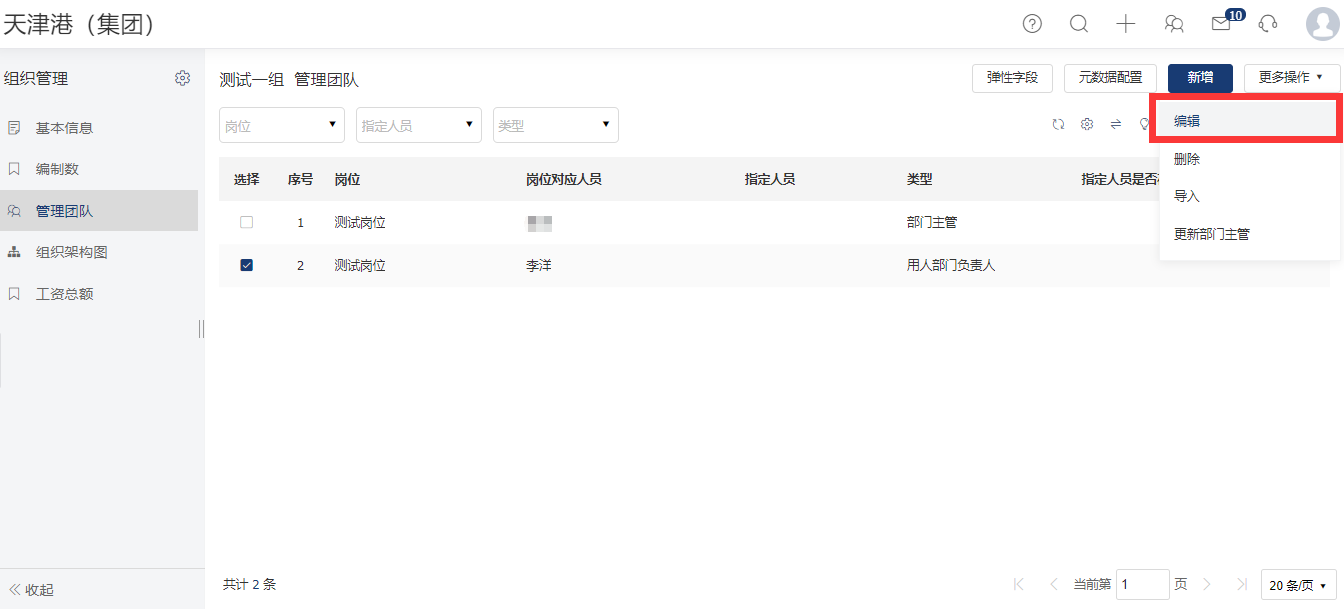 天津港（集团）
10
组织管理
基本信息
编制数
管理团队
组织架构图
工资总额
收起
测试一组 管理团队
弹性字段 元数据配置 新增 更多操作
岗位 指定人员 类型
编辑
删除
导入
更新部门主管
选择 序号 岗位 岗位对应人员 指定人员 类型 指定人员是否
1 测试岗位 部门主管
2 测试岗位 李洋 用人部门负责人
共计 2 条
当前第 1 页 20 条/页